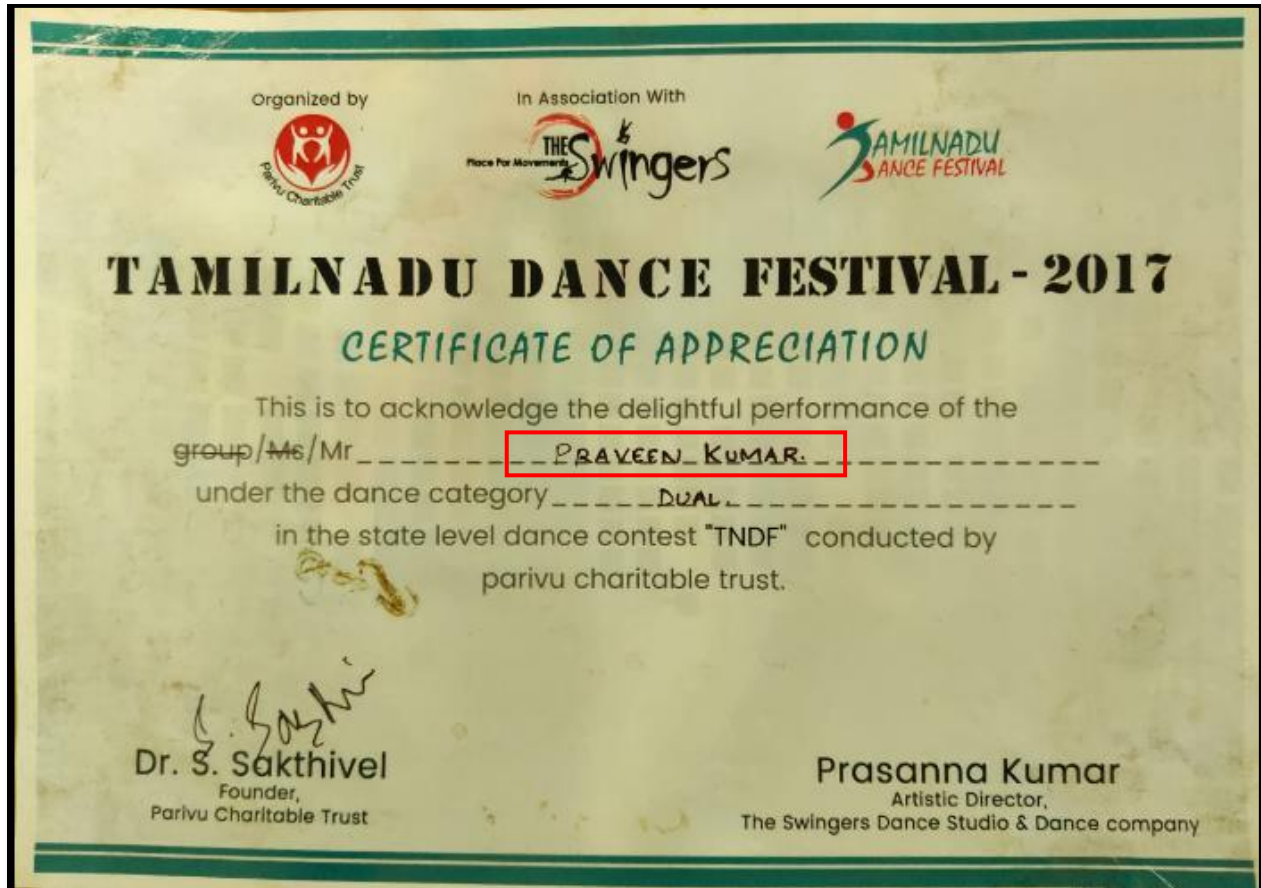 Organized by
In Association With
Parivu Charitable Trust
THE Swingers
Place For Movements
TAMILNADU
DANCE FESTIVAL
TAMILNADU DANCE FESTIVAL - 2017
CERTIFICATE OF APPRECIATION
This is to acknowledge the delightful performance of the
group/Ms/Mr PRAVEEN KUMAR.
under the dance category DUAL.
in the state level dance contest "TNDF" conducted by
parivu charitable trust.
Dr. S. Sakthivel
Founder,
Parivu Charitable Trust
Prasanna Kumar
Artistic Director,
The Swingers Dance Studio & Dance company